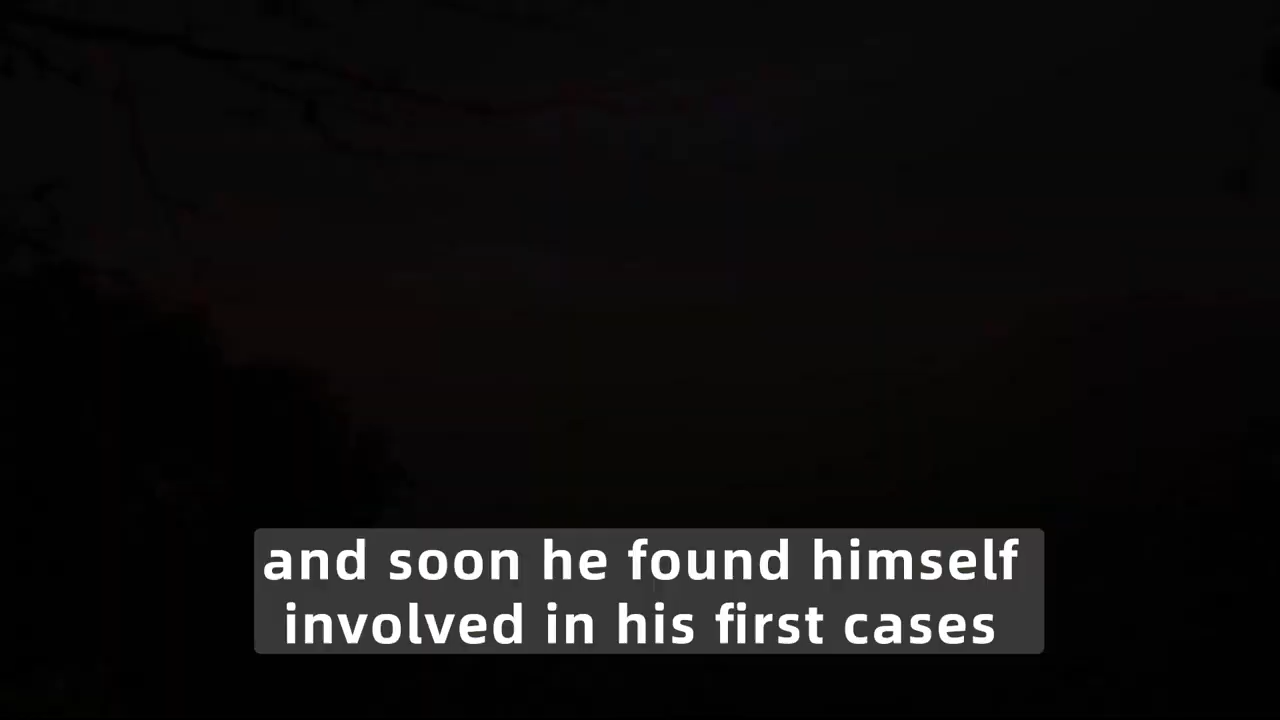 and soon he found himself
involved in his first cases